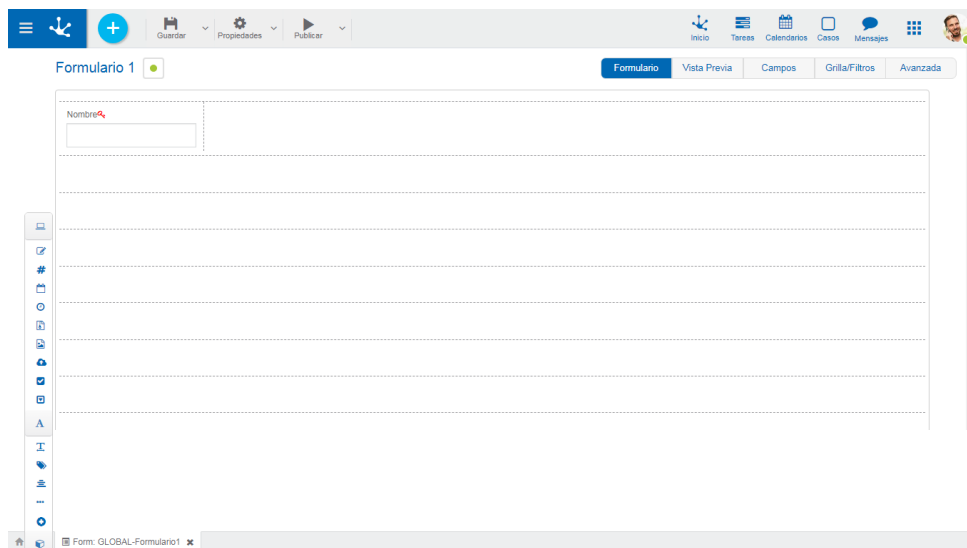 Guardar
Propiedades
Publicar
Inicio
Tareas
Calendarios
Casos
Mensajes
Formulario 1
Formulario
Vista Previa
Campos
Grilla/Filtros
Avanzada
Nombre
Form: GLOBAL-Formulario1